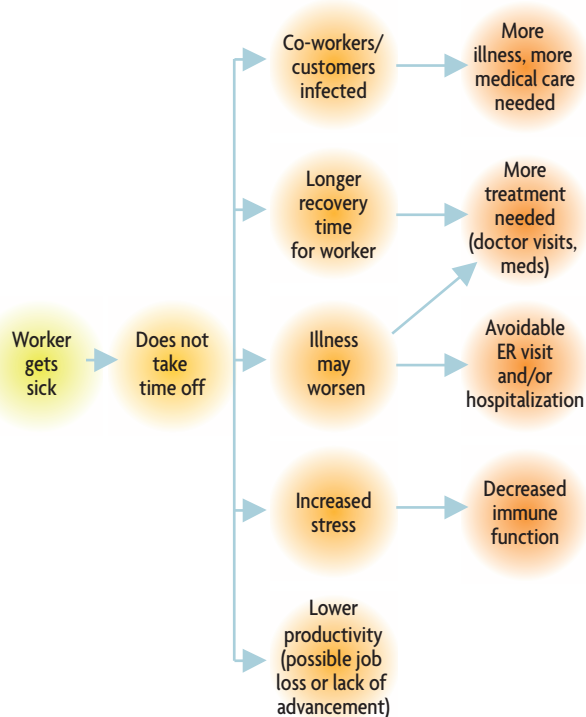 Co-workers/
customers
infected
More
illness, more
medical care
needed
Longer
recovery
time
for worker
More
treatment
needed
(doctor visits,
meds)
Worker
gets
sick
Does not
take
time off
Illness
may
worsen
Avoidable
ER visit
and/or
hospitalization
Increased
stress
Decreased
immune
function
Lower
productivity
(possible job
loss or lack of
advancement)